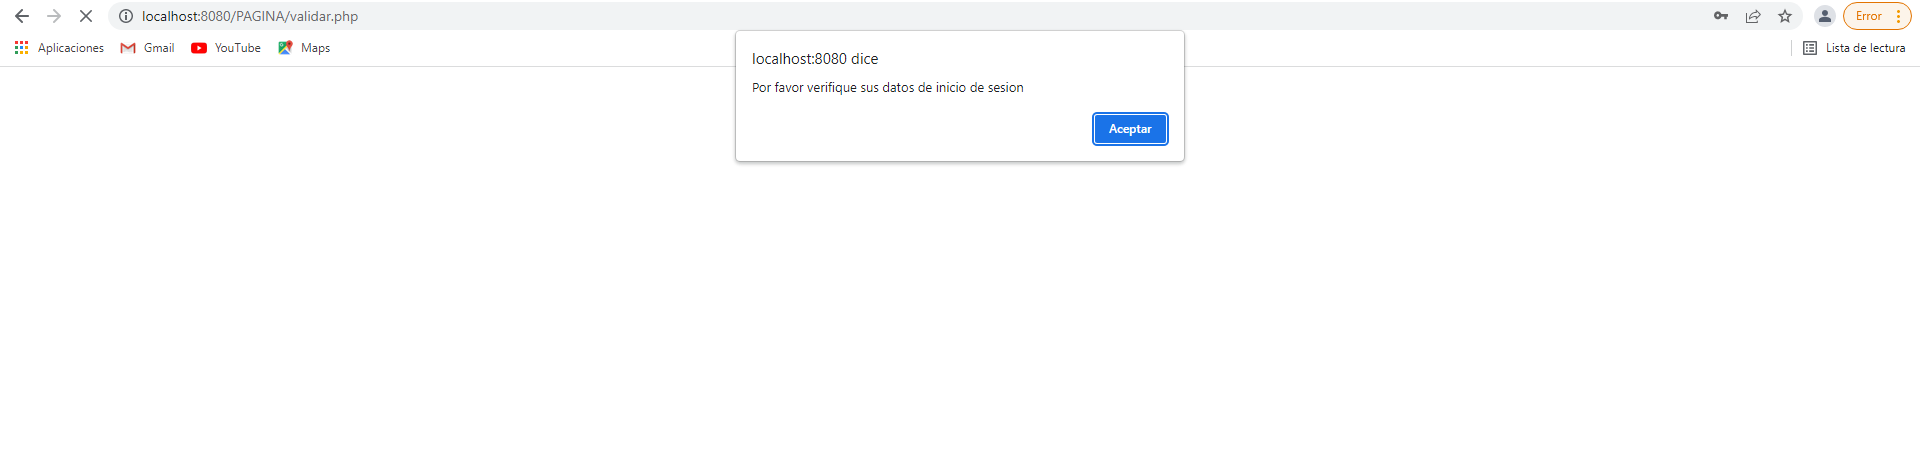 localhost:8080/PAGINA/validar.php
Error
Aplicaciones
Gmail
YouTube
Maps
Lista de lectura
localhost:8080 dice
Por favor verifique sus datos de inicio de sesion
Aceptar